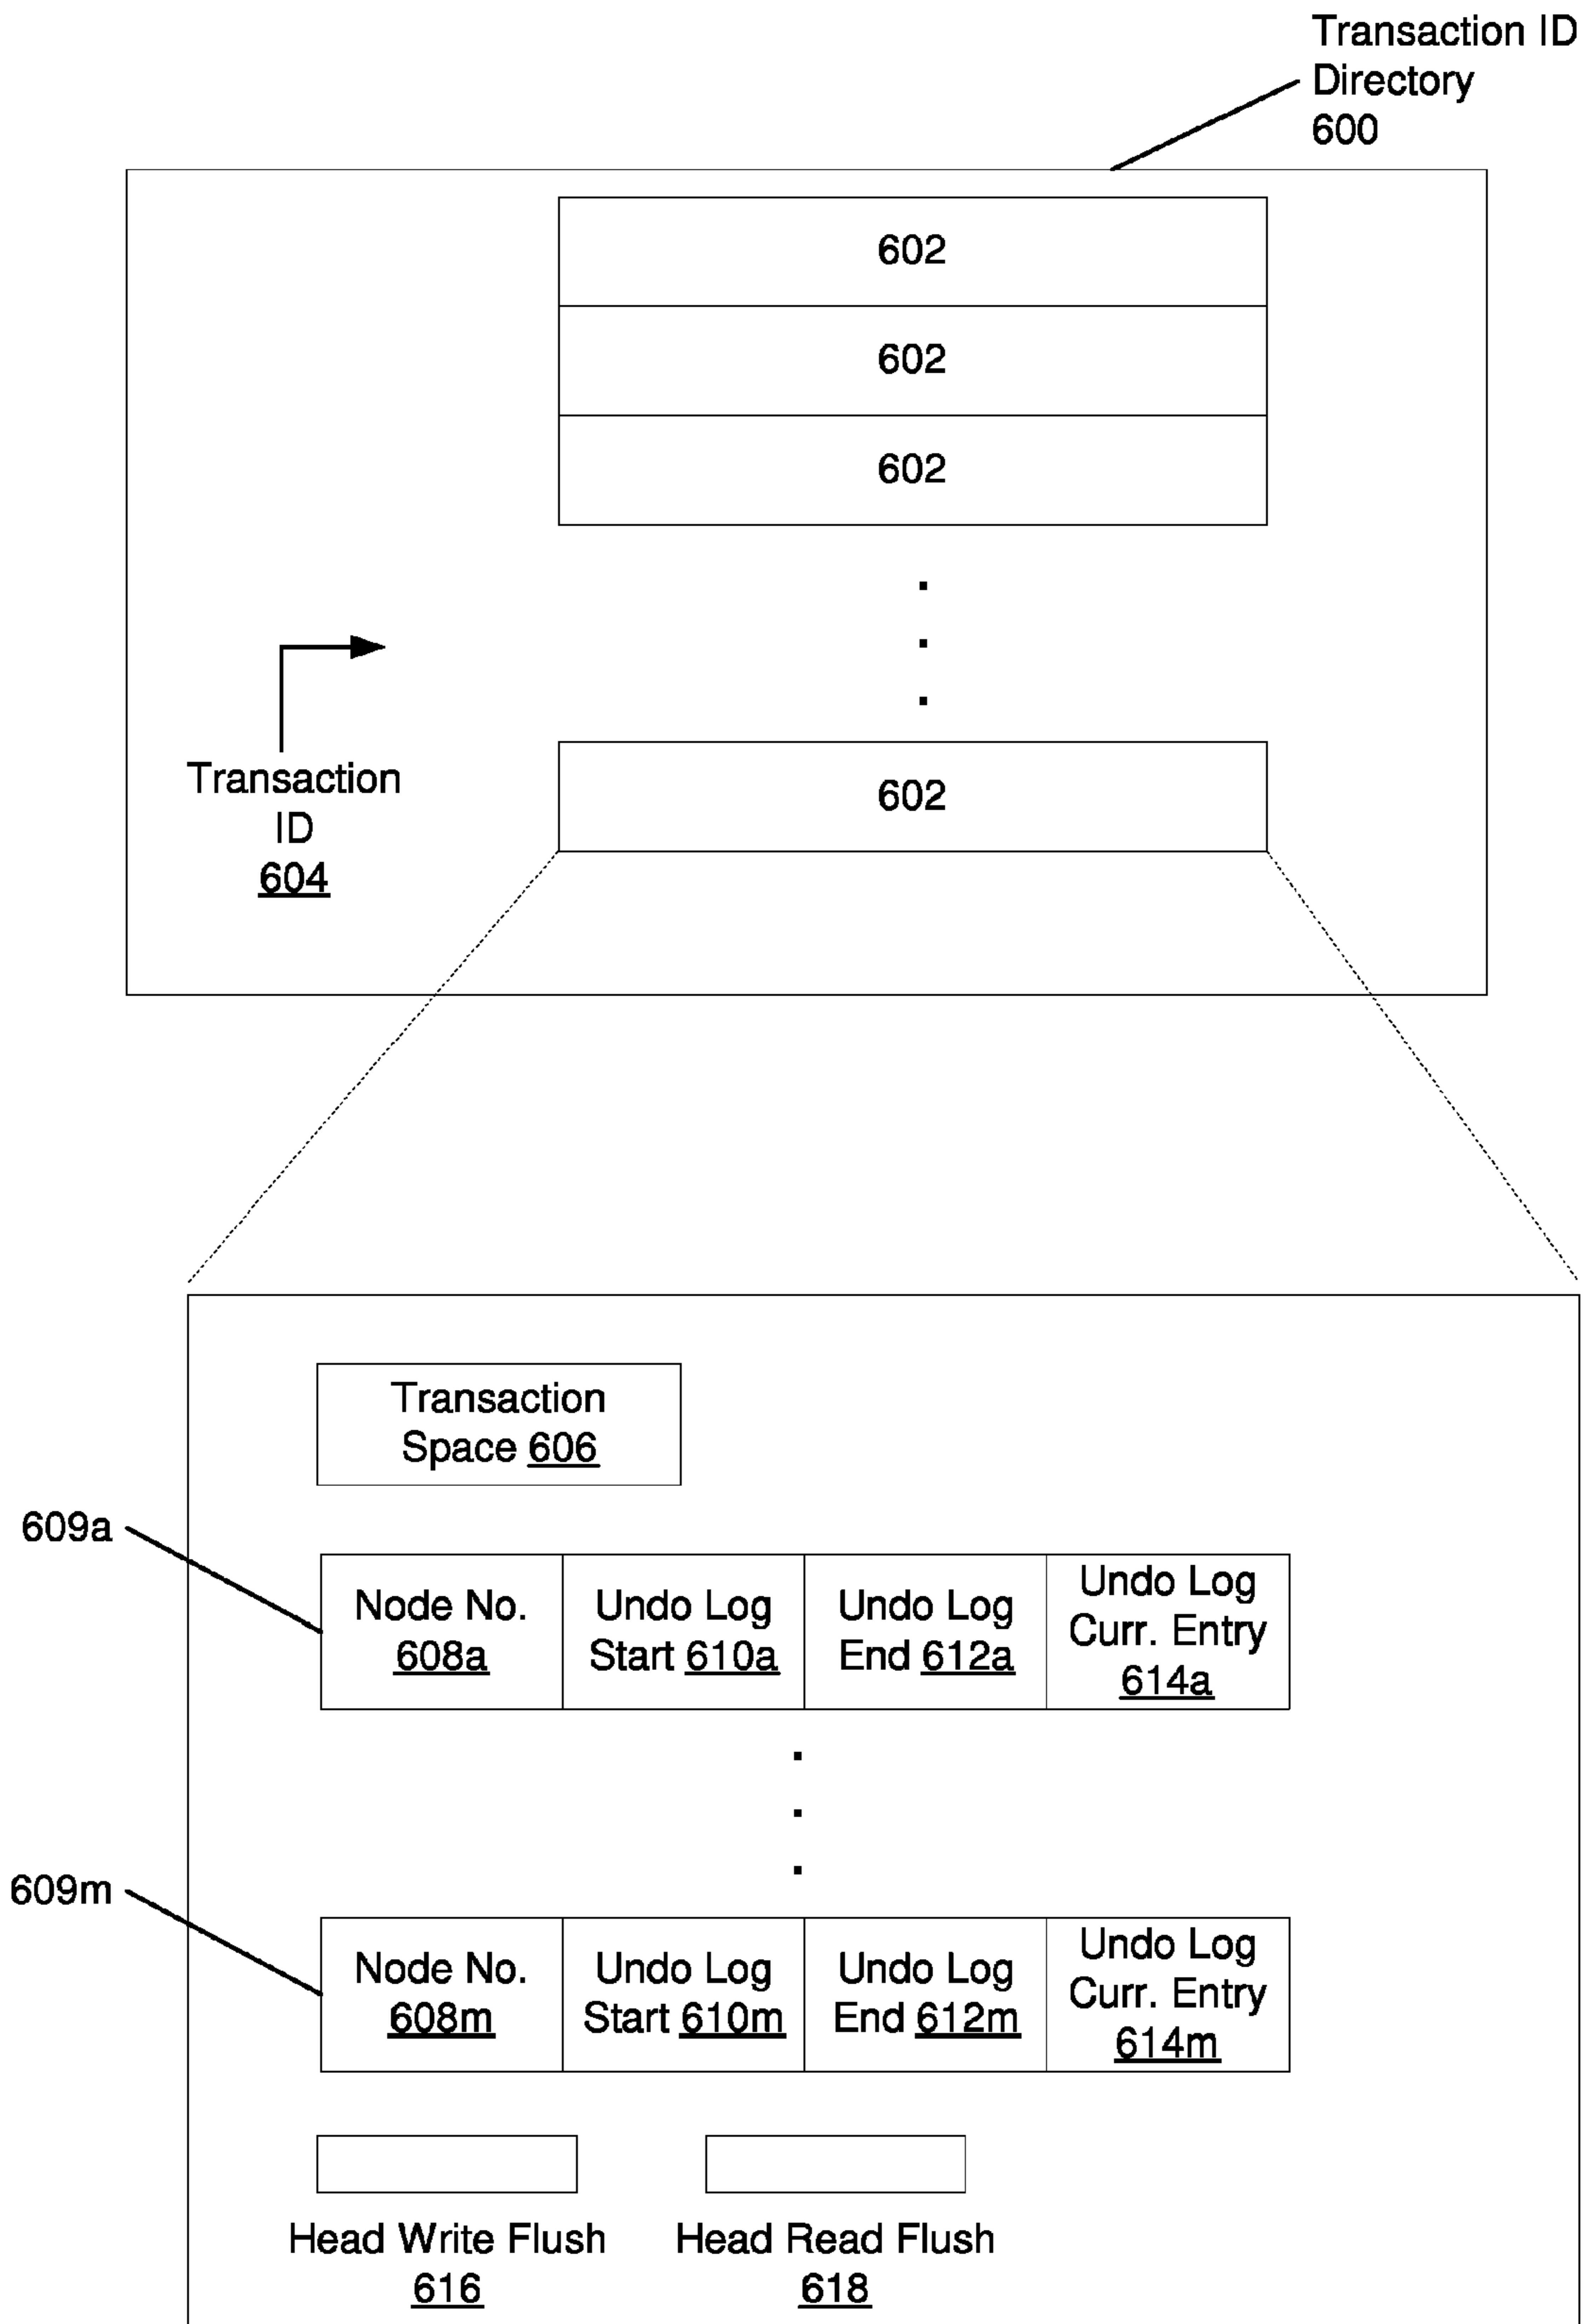 Transaction ID
Directory
600
602
602
602
Transaction
ID
604
602
Transaction
Space 606
609a
Node No.
608a
Undo Log
Start 610a
Undo Log
End 612a
Undo Log
Curr. Entry
614a
609m
Node No.
608m
Undo Log
Start 610m
Undo Log
End 612m
Undo Log
Curr. Entry
614m
Head Write Flush
616
Head Read Flush
618